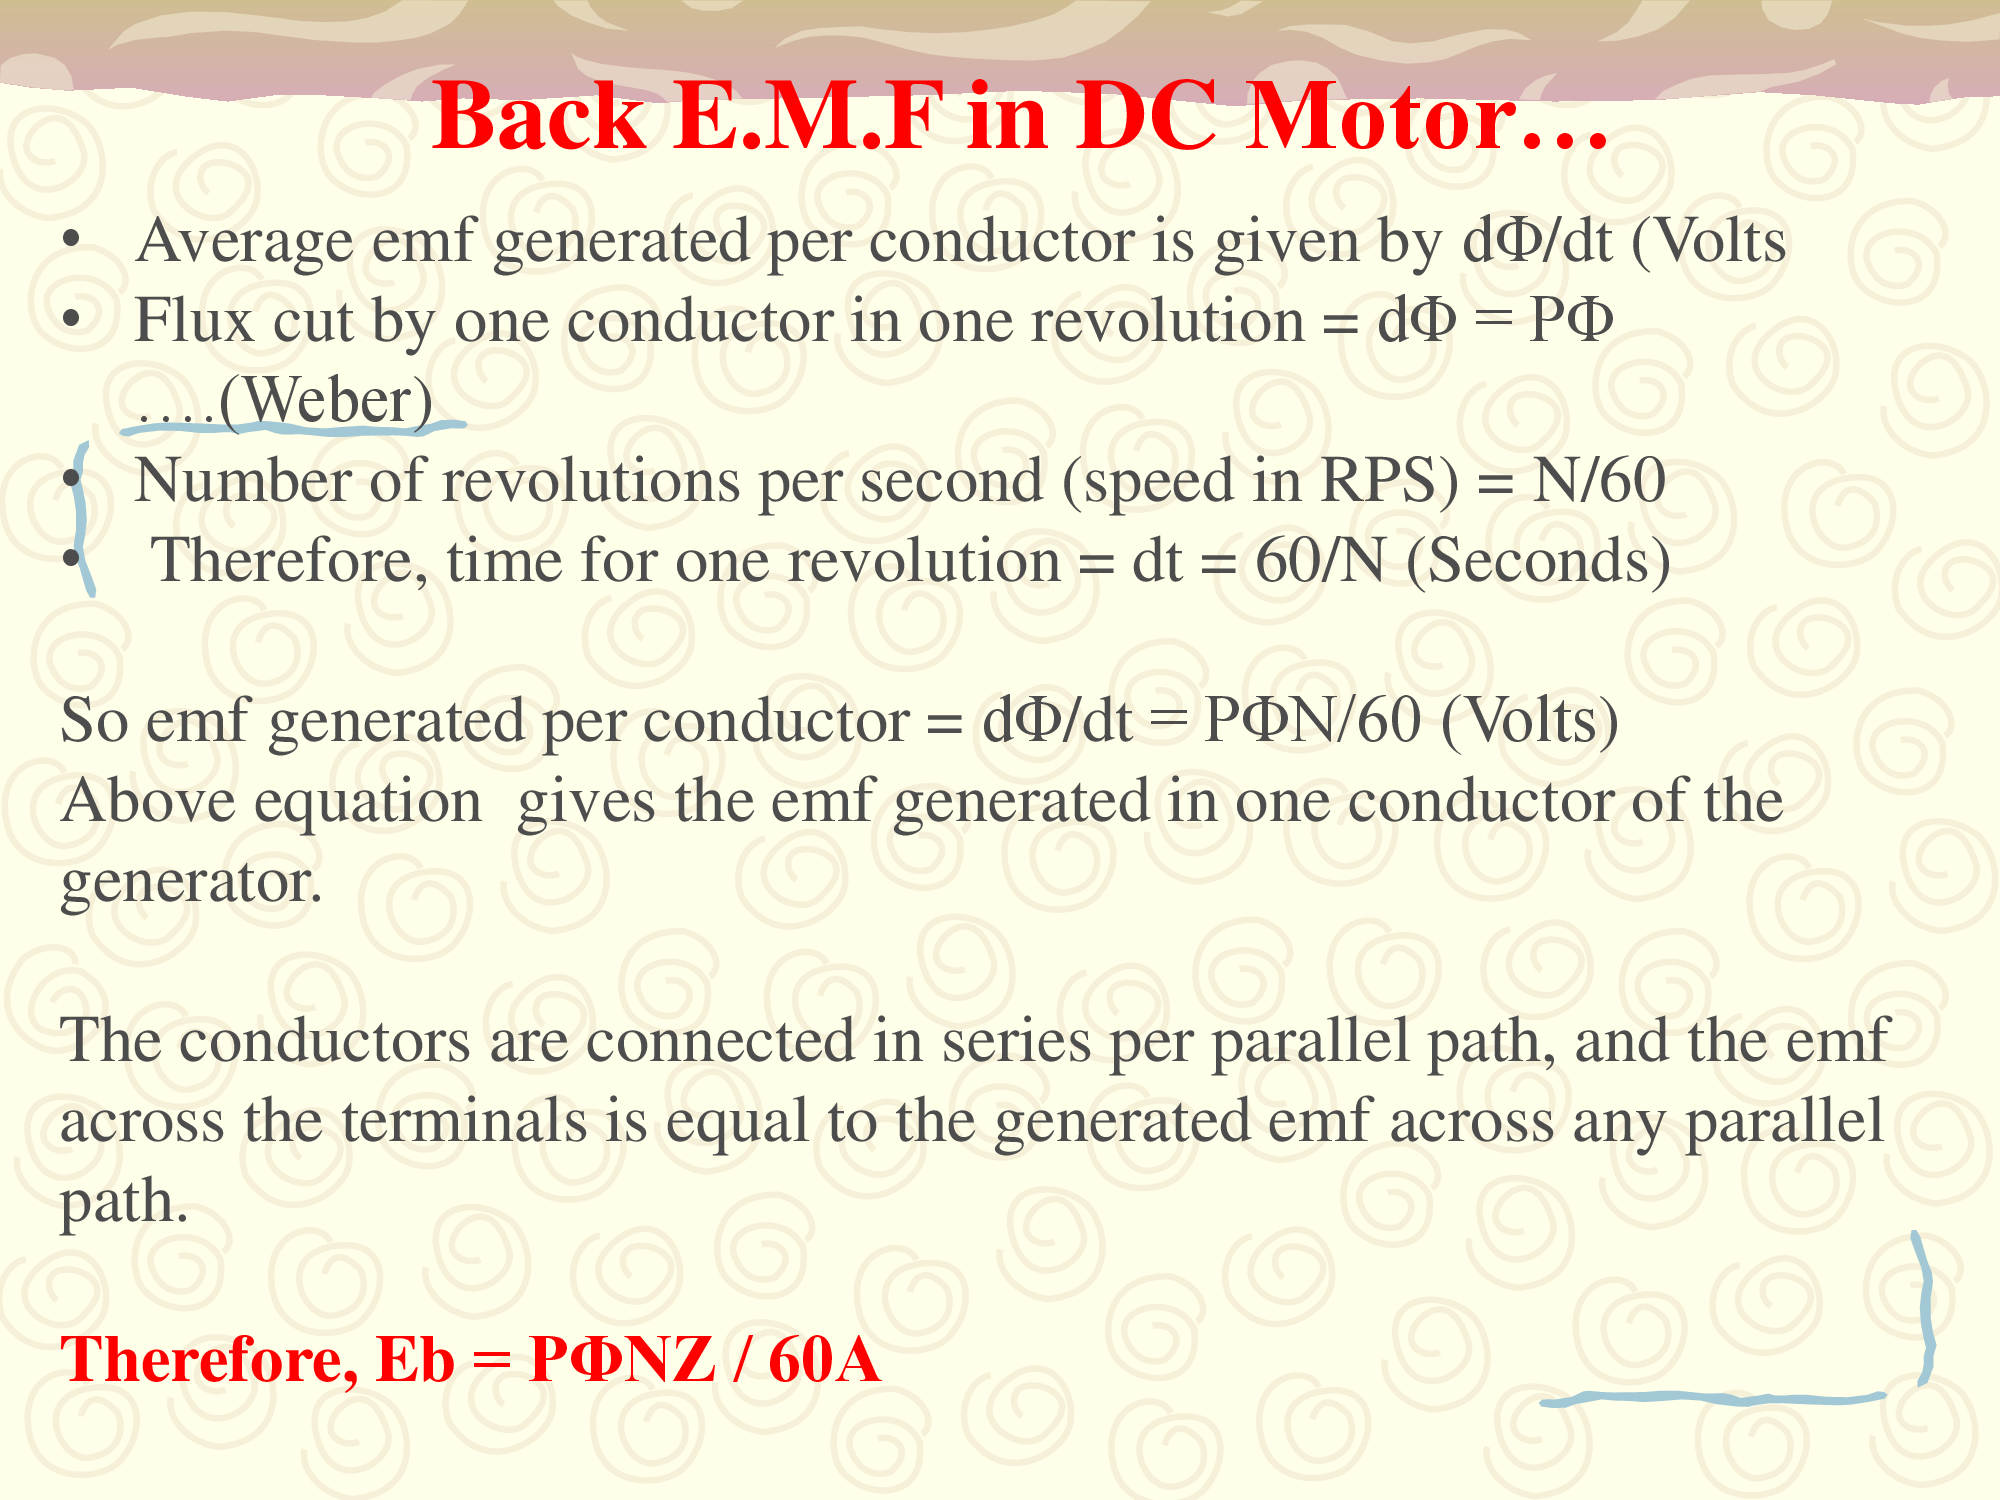 Back E.M.F in DC Motor…
• Average emf generated per conductor is given by dΦ/dt (Volts
• Flux cut by one conductor in one revolution = dΦ = PΦ
….(Weber)
• Number of revolutions per second (speed in RPS) = N/60
• Therefore, time for one revolution = dt = 60/N (Seconds)
So emf generated per conductor = dΦ/dt = PΦN/60 (Volts)
Above equation  gives the emf generated in one conductor of the
generator.
The conductors are connected in series per parallel path, and the emf
across the terminals is equal to the generated emf across any parallel
path.
Therefore, Eb = PΦNZ / 60A